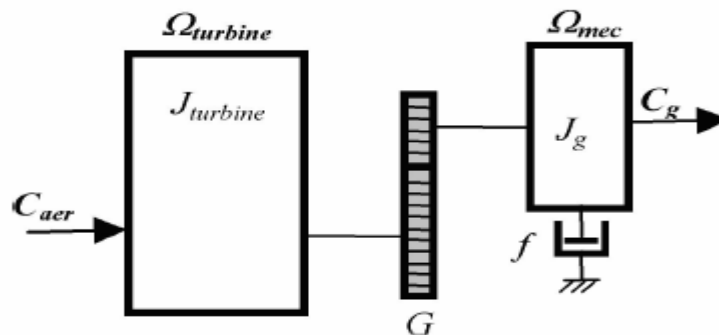 Ωturbine
Ωmec
Jturbine
Cg
Jg
Caer
f
G